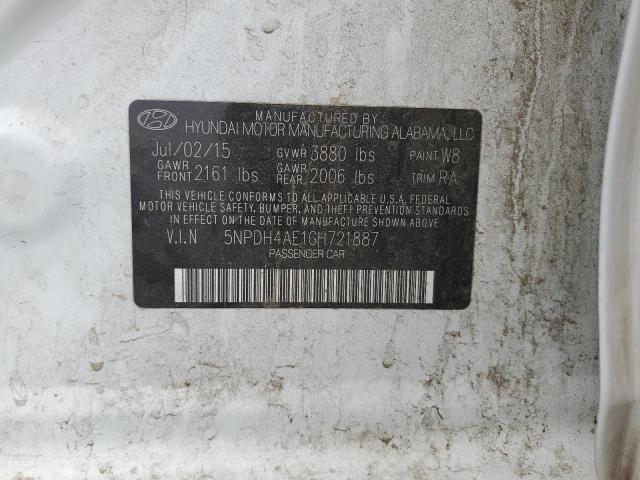 MANUFACTURED BY
HYUNDAI MOTOR MANUFACTURING ALABAMA, LLC
Jul/02/15 GVWR 3880 lbs PAINT W8
GAWR FRONT 2161 lbs GAWR REAR 2006 lbs TRIM RA
THIS VEHICLE CONFORMS TO ALL APPLICABLE U.S.A. FEDERAL
MOTOR VEHICLE SAFETY, BUMPER, AND THEFT PREVENTION
STANDARDS IN EFFECT ON THE DATE OF MANUFACTURE SHOWN ABOVE.
V.I.N 5NPDH4AE1GH721887
PASSENGER CAR